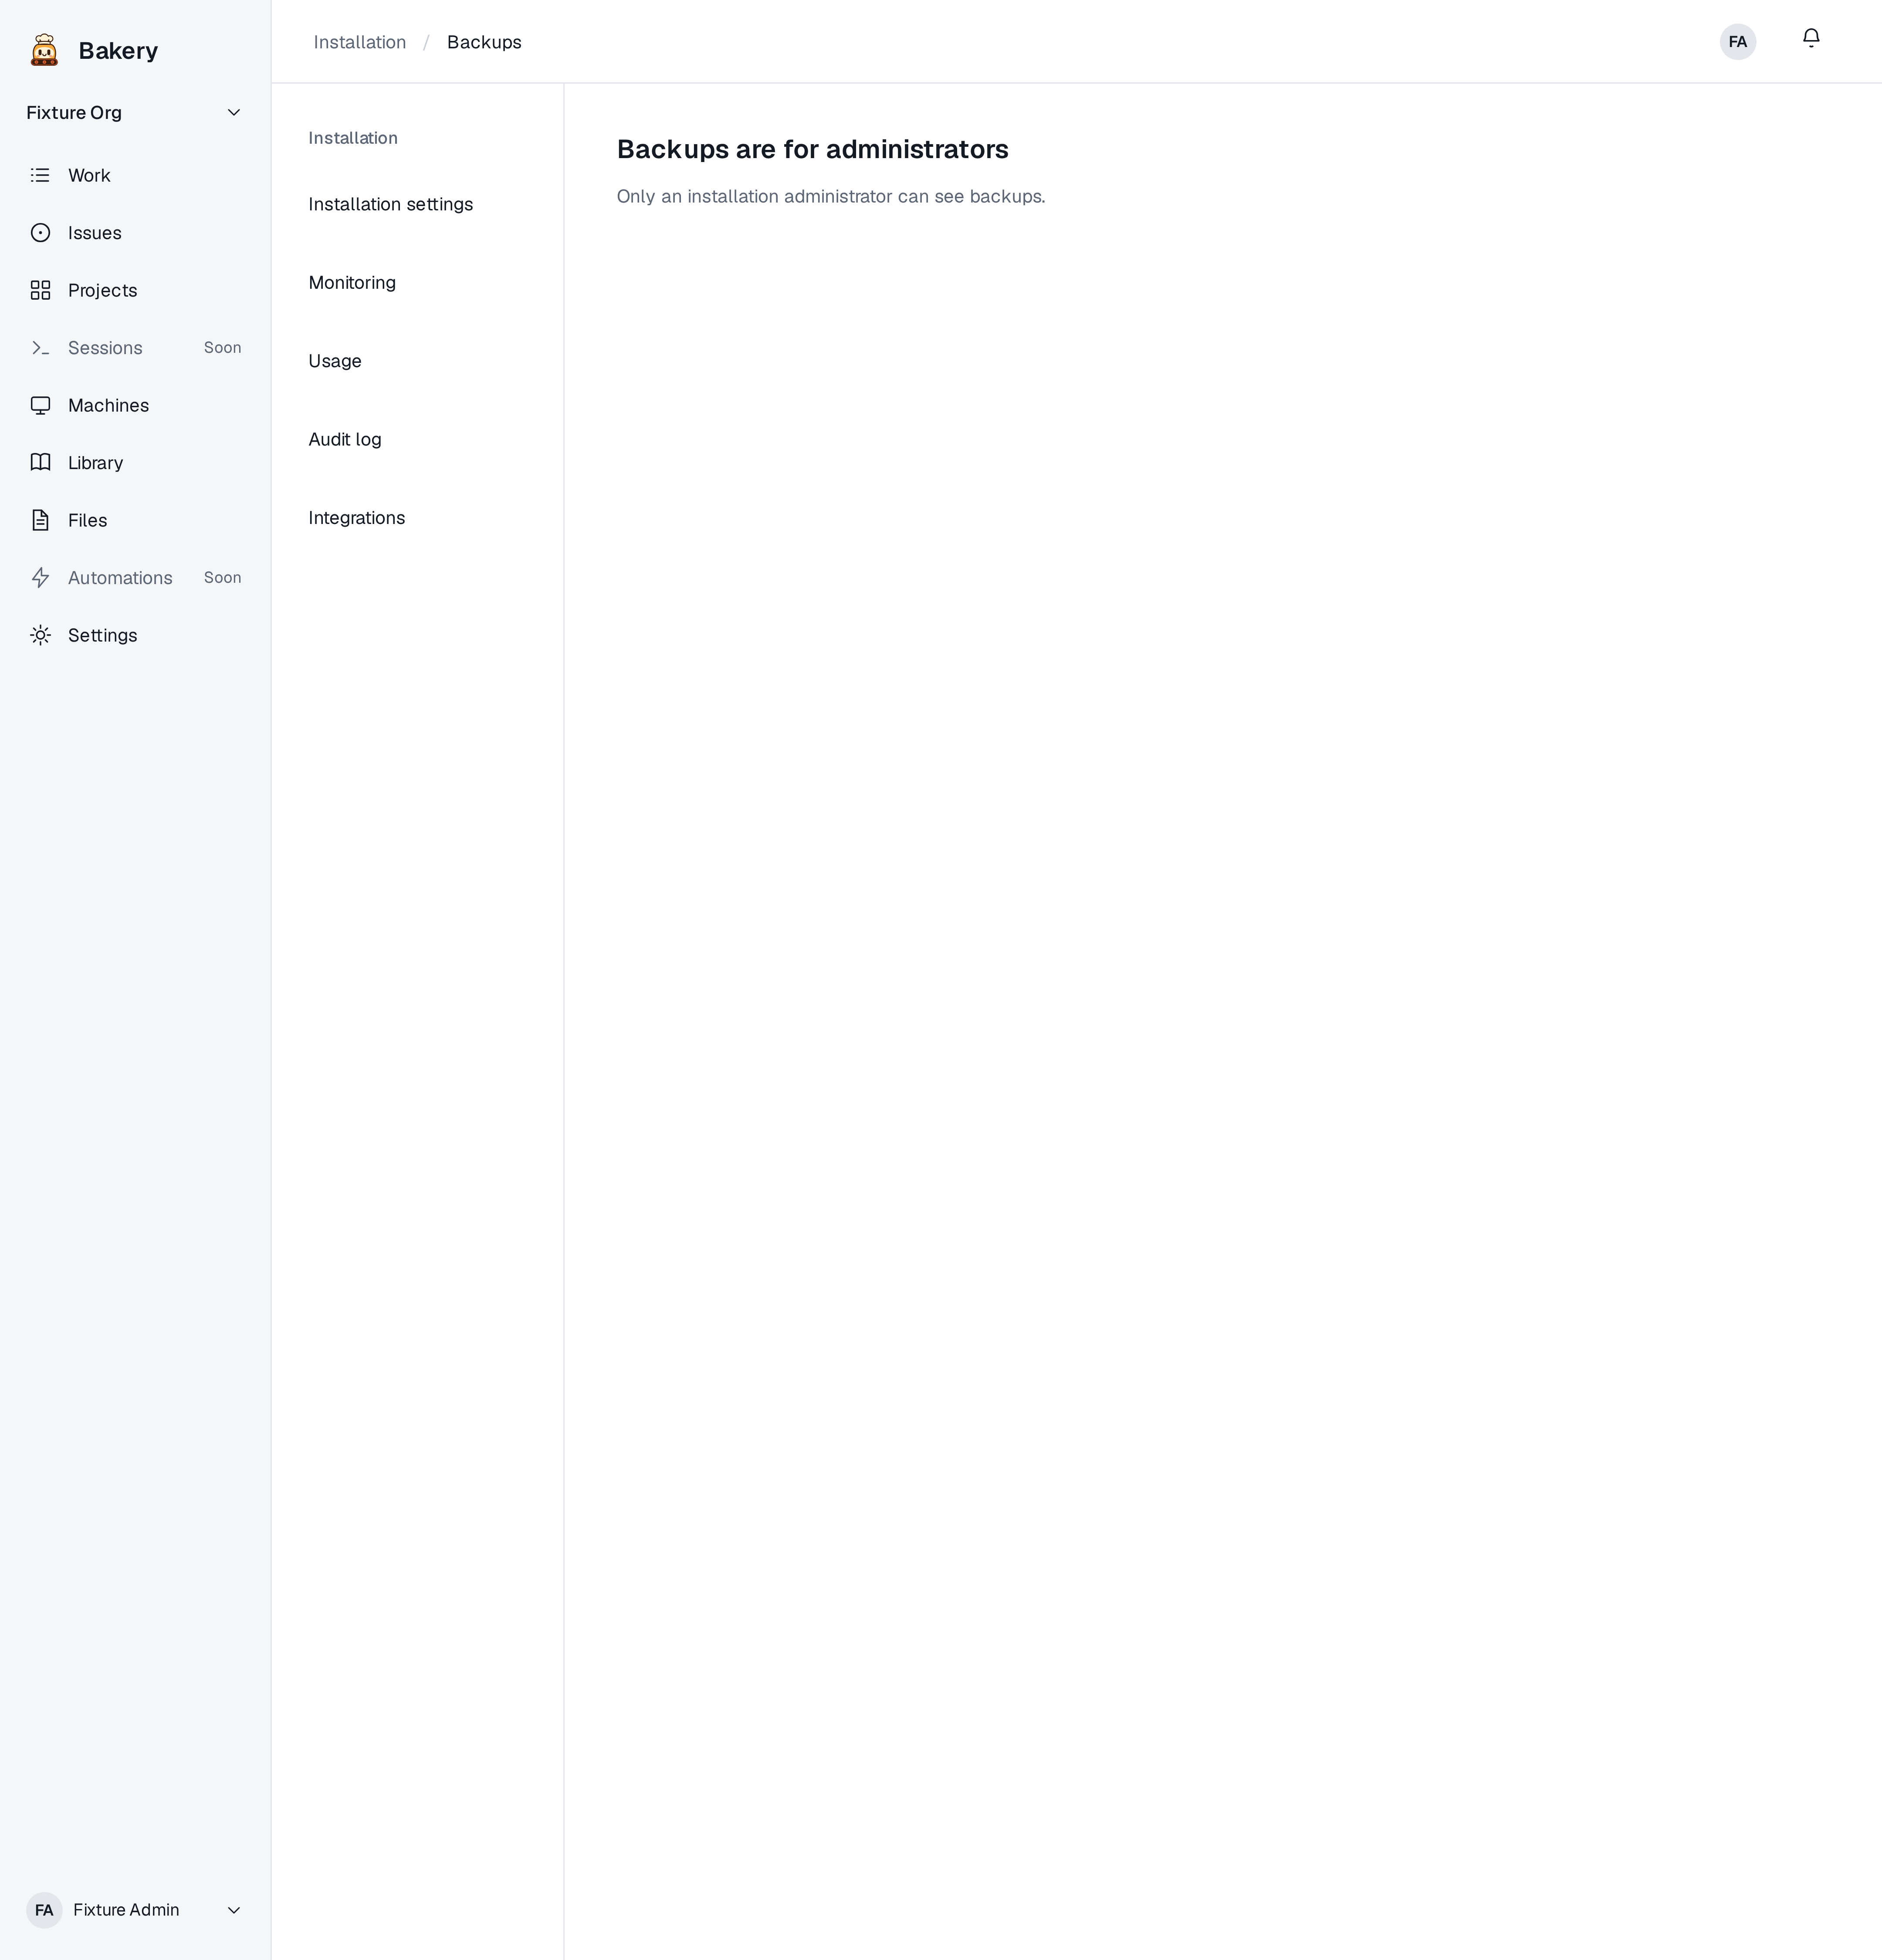 Bakery
Fixture Org
Work
Issues
Projects
Sessions Soon
Machines
Library
Files
Automations Soon
Settings
FA Fixture Admin
Installation / Backups
FA
Installation
Installation settings
Monitoring
Usage
Audit log
Integrations
Backups are for administrators
Only an installation administrator can see backups.